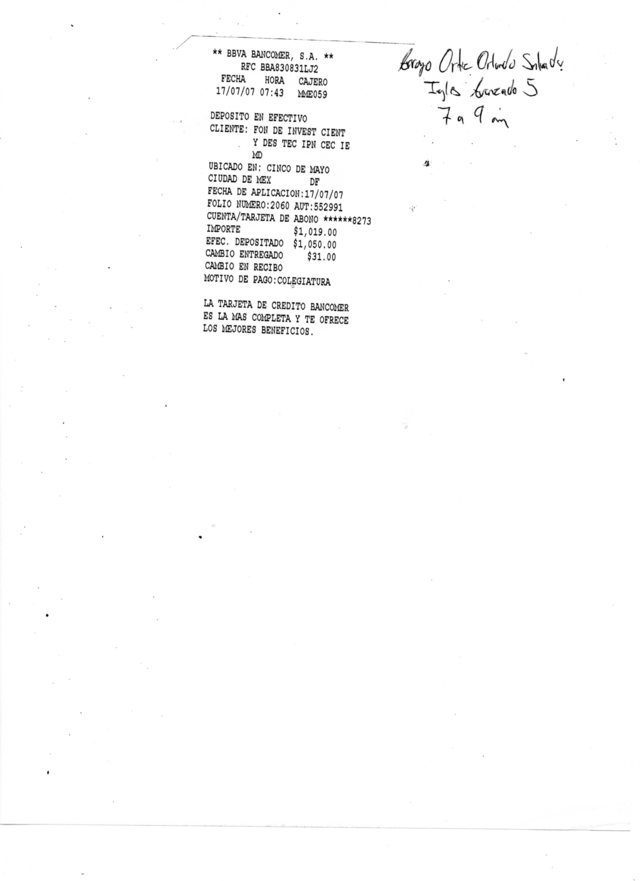 ** BBVA BANCOMER, S.A. **
RFC BBA830831LJ2
FECHA HORA CAJERO
17/07/07 07:43 MME059
DEPOSITO EN EFECTIVO
CLIENTE: FON DE INVEST CIENT
Y DES TEC IPN CEC IE
MD
UBICADO EN: CINCO DE MAYO
CIUDAD DE MEX DF
FECHA DE APLICACION:17/07/07
FOLIO NUMERO:2060 AUT:552991
CUENTA/TARJETA DE ABONO ******8273
IMPORTE $1,019.00
EFEC. DEPOSITADO $1,050.00
CAMBIO ENTREGADO $31.00
CAMBIO EN RECIBO
MOTIVO DE PAGO:COLEGIATURA
LA TARJETA DE CREDITO BANCOMER
ES LA MAS COMPLETA Y TE OFRECE
LOS MEJORES BENEFICIOS.
Arroyo Ortiz Orlando Salvador
Ingles Avanzado 5
7 a 9 am